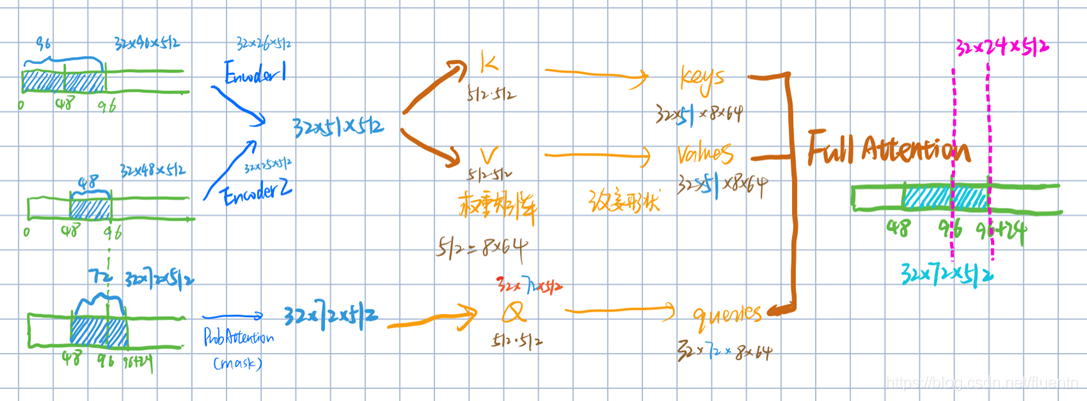 96
32×96×512
0
48
96
32×26×512
Encoder1
48
32×48×512
0
48
96
32×25×512
Encoder2
32×51×512
K
512·512
V
512·512
权重矩阵
512=8×64
改变形状
keys
32×51×8×64
Values
32×51×8×64
Full Attention
72
32×72×512
48
96
96+24
ProbAttention
(mask)
32×72×512
32×72×512
Q
512·512
queries
32×72×8×64
32×24×512
48
96
96+24
32×72×512
https://blog.csdn.net/fluentn